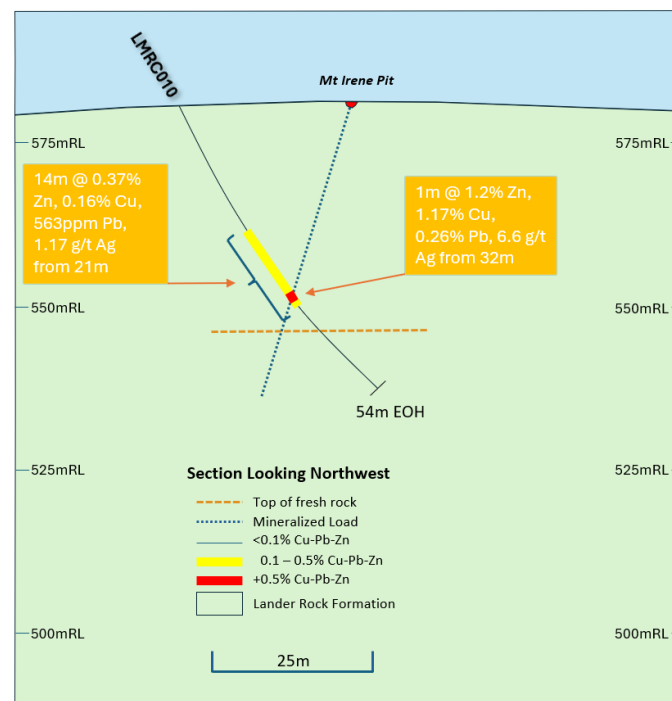 LMRC010
Mt Irene Pit
575mRL
575mRL
14m @ 0.37%
Zn, 0.16% Cu,
563ppm Pb,
1.17 g/t Ag
from 21m
1m @ 1.2% Zn,
1.17% Cu,
0.26% Pb, 6.6 g/t
Ag from 32m
550mRL
550mRL
54m EOH
525mRL
525mRL
Section Looking Northwest
Top of fresh rock
Mineralized Load
<0.1% Cu-Pb-Zn
0.1 – 0.5% Cu-Pb-Zn
+0.5% Cu-Pb-Zn
Lander Rock Formation
500mRL
500mRL
25m